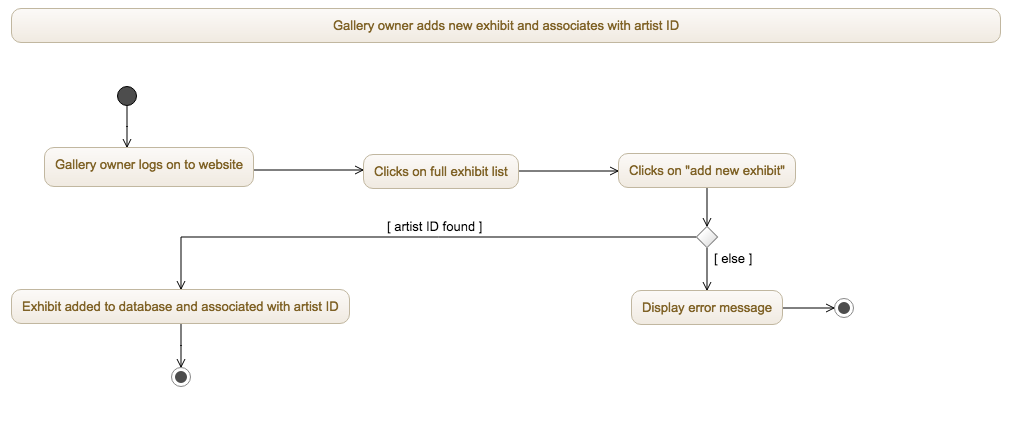 Gallery owner adds new exhibit and associates with artist ID
Gallery owner logs on to website
Clicks on full exhibit list
Clicks on "add new exhibit"
[ artist ID found ]
[ else ]
Exhibit added to database and associated with artist ID
Display error message